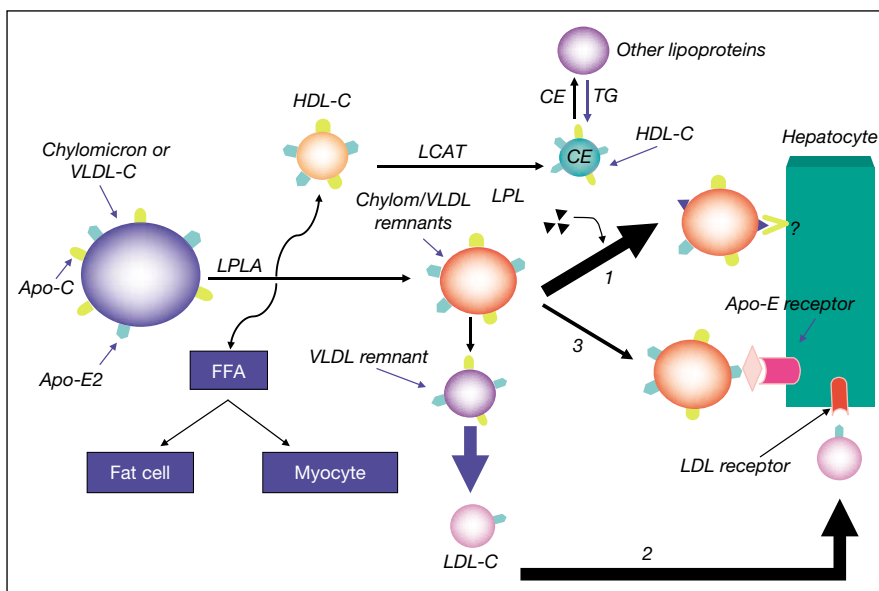 Other lipoproteins
CE
TG
HDL-C
LCAT
CE
HDL-C
Hepatocyte
Chylomicron or
VLDL-C
Chylom/VLDL
remnants
LPL
?
LPLA
1
Apo-C
Apo-E receptor
3
VLDL remnant
Apo-E2
FFA
Fat cell
Myocyte
LDL receptor
LDL-C
2